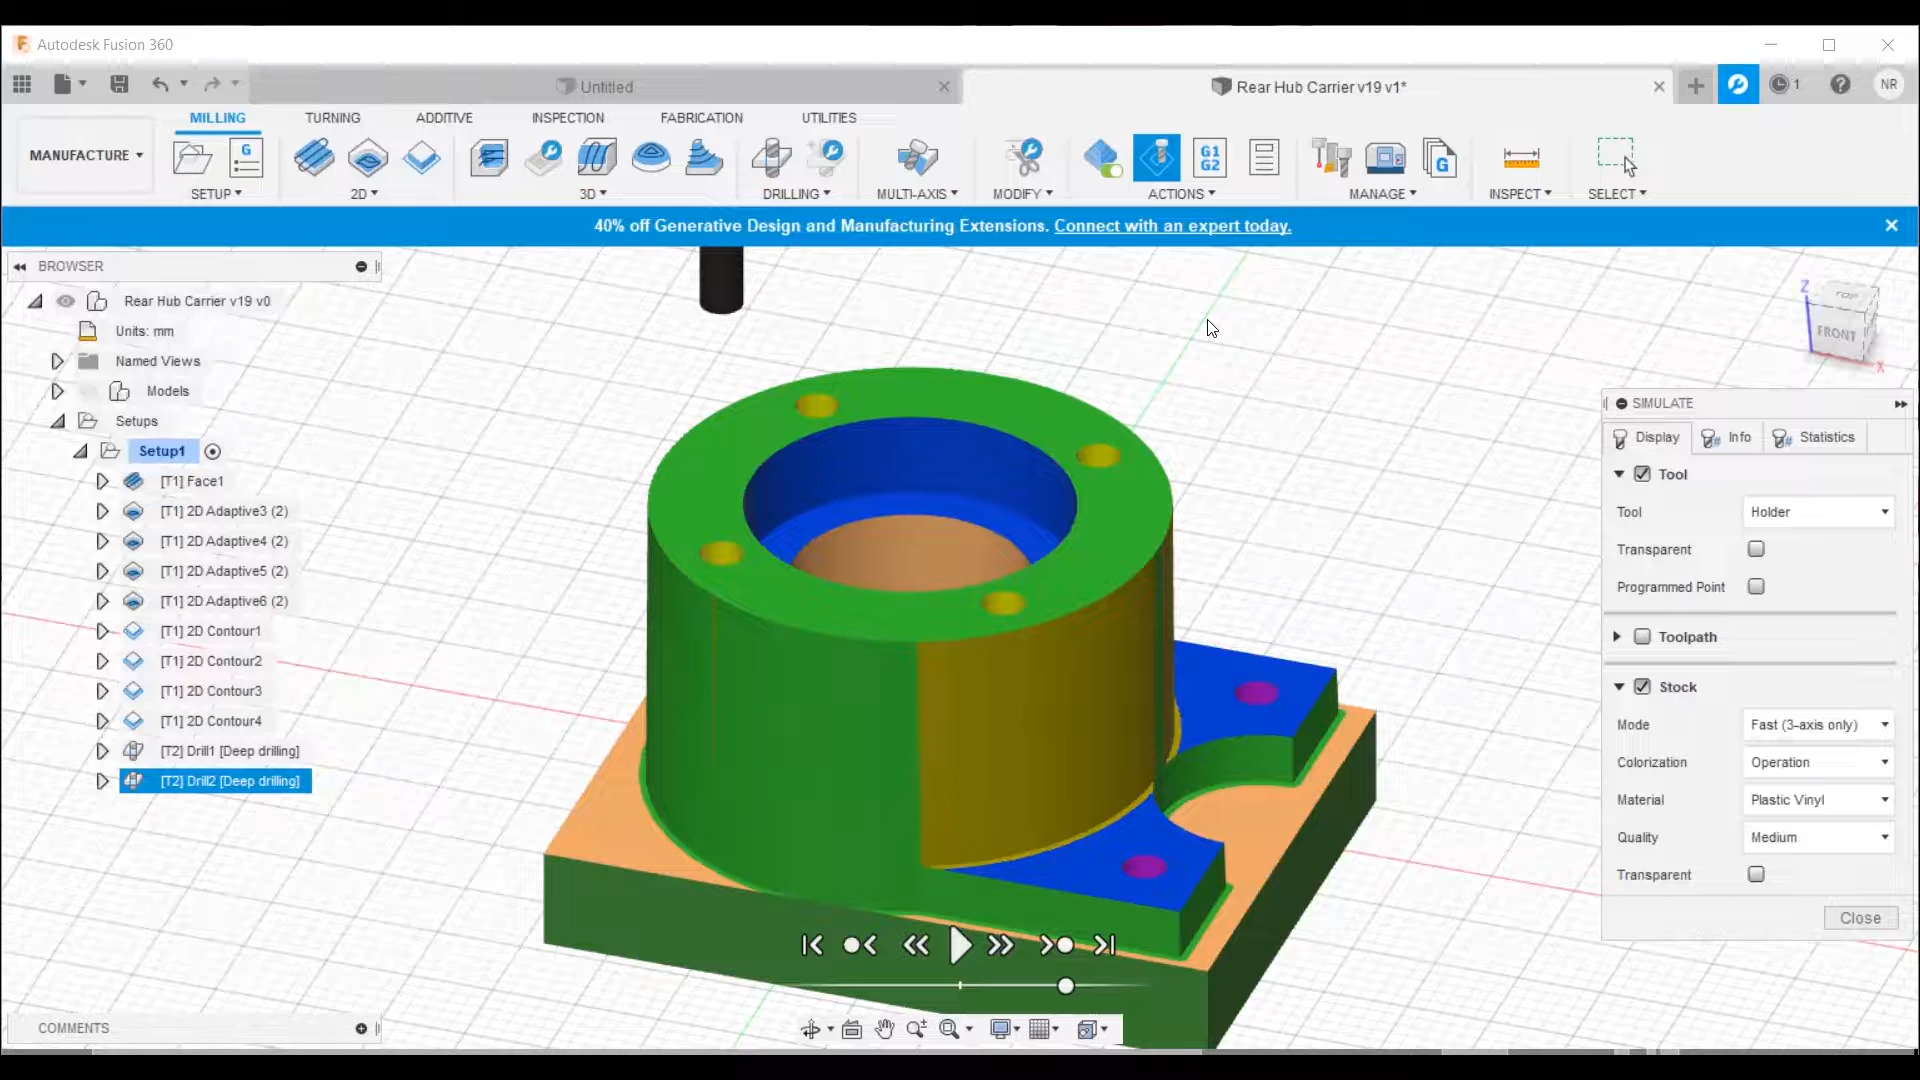 Autodesk Fusion 360
Untitled
Rear Hub Carrier v19 v1*
1
NR
MILLING TURNING ADDITIVE INSPECTION FABRICATION UTILITIES
MANUFACTURE
G
G1
G2
G
SETUP 2D 3D DRILLING MULTI-AXIS MODIFY ACTIONS MANAGE INSPECT SELECT
40% off Generative Design and Manufacturing Extensions. Connect with an expert today.
BROWSER
Rear Hub Carrier v19 v0
Units: mm
Named Views
Models
Setups
Setup1
[T1] Face1
[T1] 2D Adaptive3 (2)
[T1] 2D Adaptive4 (2)
[T1] 2D Adaptive5 (2)
[T1] 2D Adaptive6 (2)
[T1] 2D Contour1
[T1] 2D Contour2
[T1] 2D Contour3
[T1] 2D Contour4
[T2] Drill1 [Deep drilling]
[T2] Drill2 [Deep drilling]
COMMENTS
Z
TOP
FRONT
X
SIMULATE
Display Info Statistics
Tool
Tool Holder
Transparent
Programmed Point
Toolpath
Stock
Mode Fast (3-axis only)
Colorization Operation
Material Plastic Vinyl
Quality Medium
Transparent
Close